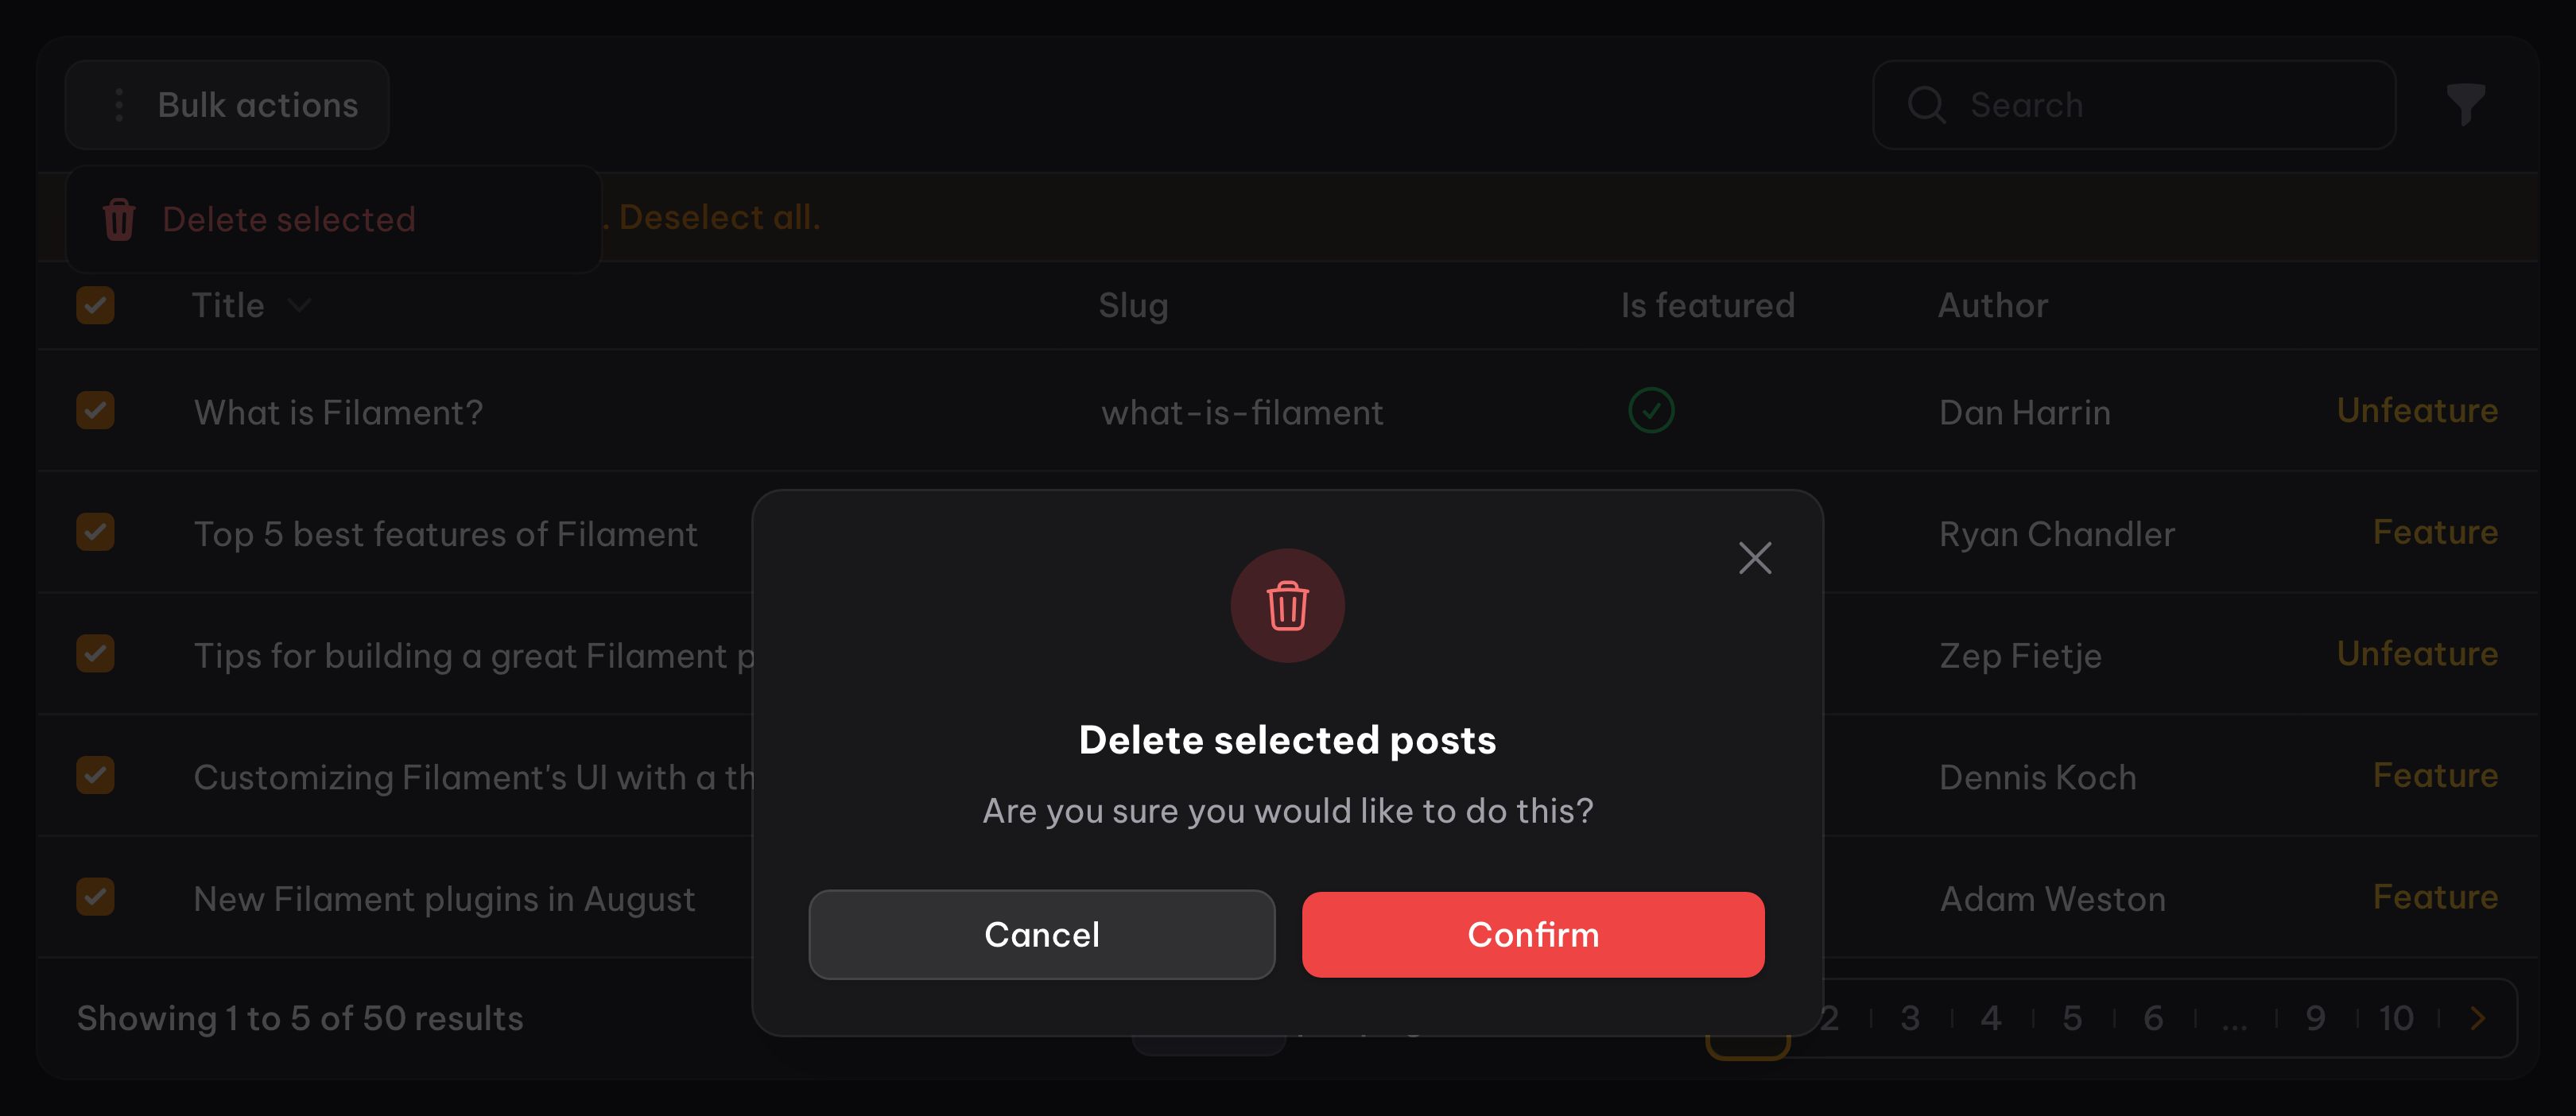 Bulk actions
Search
Delete selected
. Deselect all.
Title
Slug
Is featured
Author
What is Filament?
what-is-filament
Dan Harrin
Unfeature
Top 5 best features of Filament
Ryan Chandler
Feature
Tips for building a great Filament p
Zep Fietje
Unfeature
Customizing Filament's UI with a th
Dennis Koch
Feature
New Filament plugins in August
Adam Weston
Feature
Delete selected posts
Are you sure you would like to do this?
Cancel
Confirm
Showing 1 to 5 of 50 results
2 3 4 5 6 ... 9 10